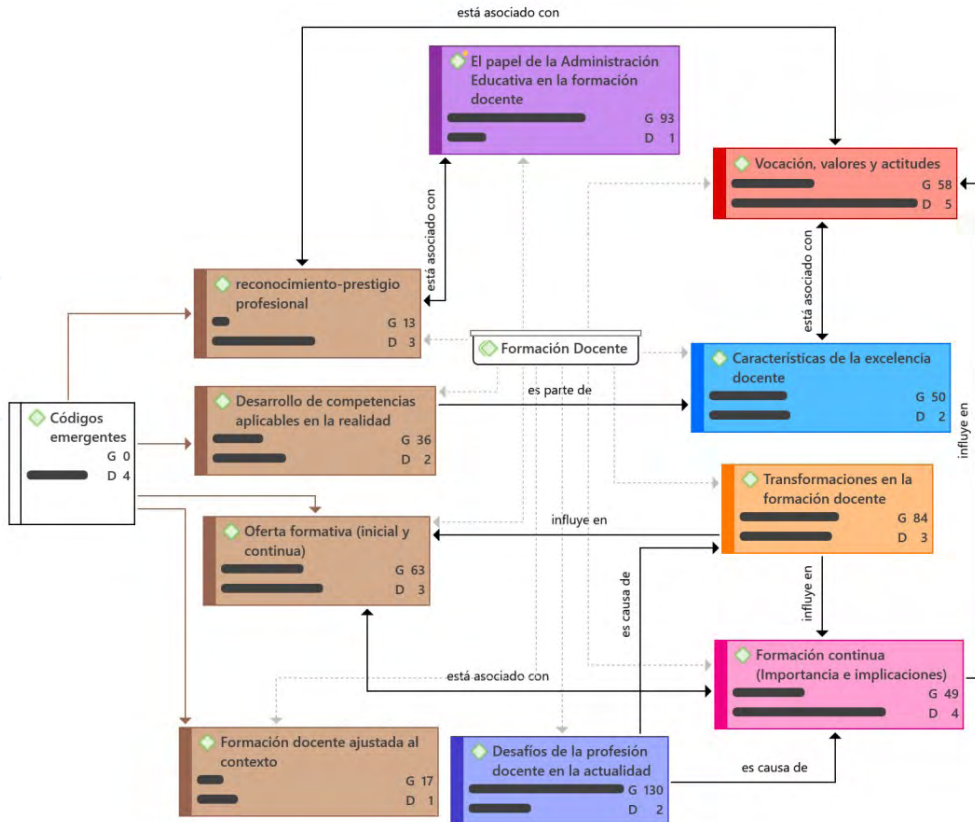 está asociado con
El papel de la Administración
Educativa en la formación
docente
G 93
D 1
Vocación, valores y actitudes
G 58
D 5
está asociado con
está asociado con
reconocimiento-prestigio
profesional
G 13
D 3
Formación Docente
Características de la excelencia
docente
G 50
D 2
es parte de
Desarrollo de competencias
aplicables en la realidad
G 36
D 2
Códigos
emergentes
G 0
D 4
influye en
Transformaciones en la
formación docente
G 84
D 3
Oferta formativa (inicial y
continua)
G 63
D 3
influye en
es causa de
influye en
Formación continua
(Importancia e implicaciones)
G 49
D 4
está asociado con
Formación docente ajustada al
contexto
G 17
D 1
Desafíos de la profesión
docente en la actualidad
G 130
D 2
es causa de